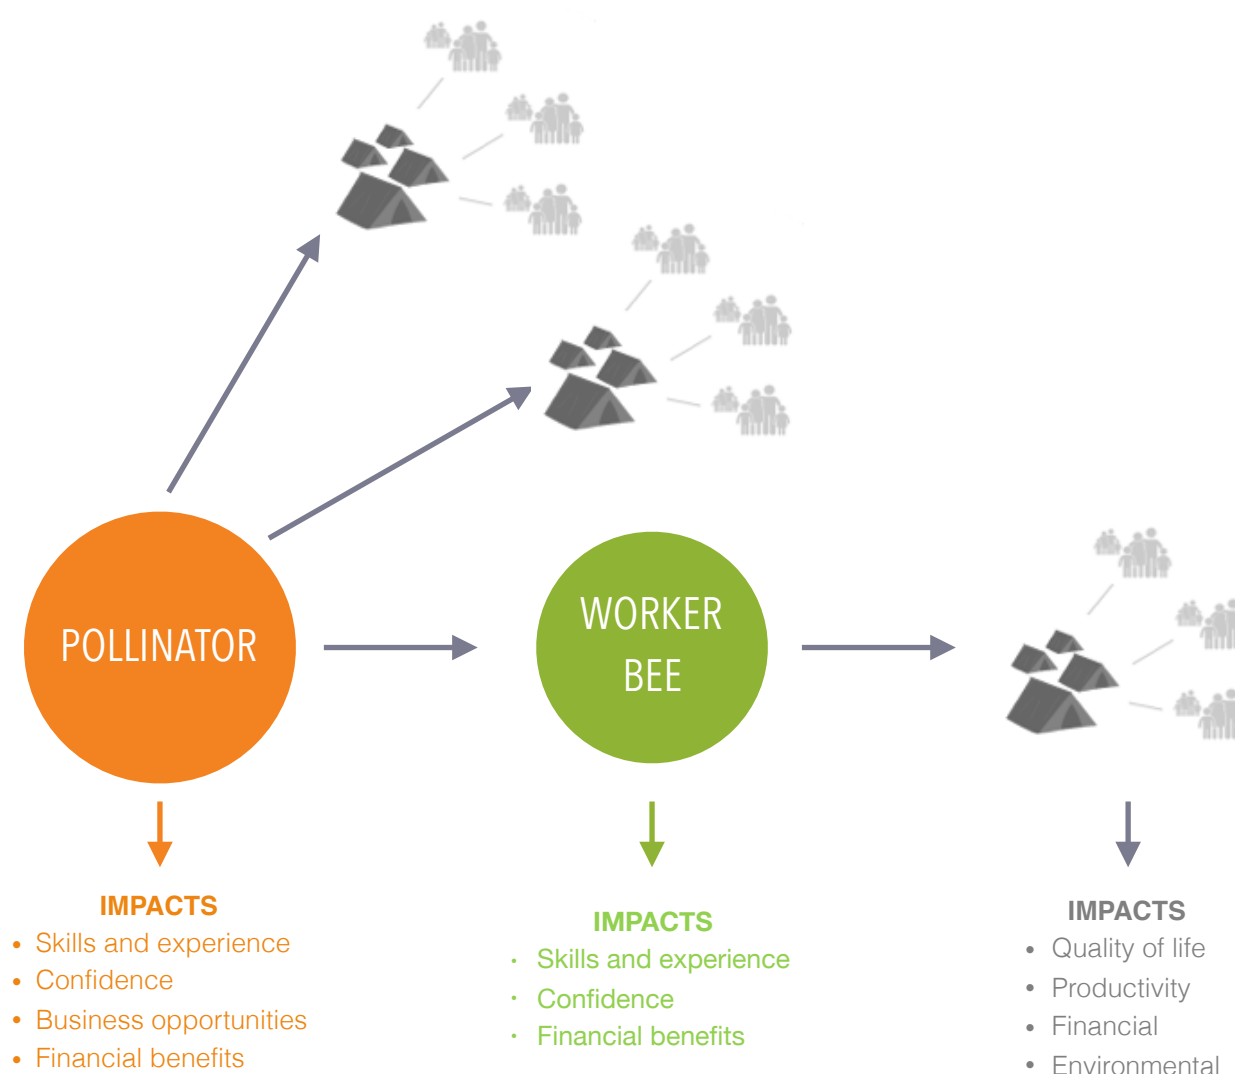 POLLINATOR
WORKER
BEE
IMPACTS
• Skills and experience
• Confidence
• Business opportunities
• Financial benefits
IMPACTS
• Skills and experience
• Confidence
• Financial benefits
IMPACTS
• Quality of life
• Productivity
• Financial
• Environmental